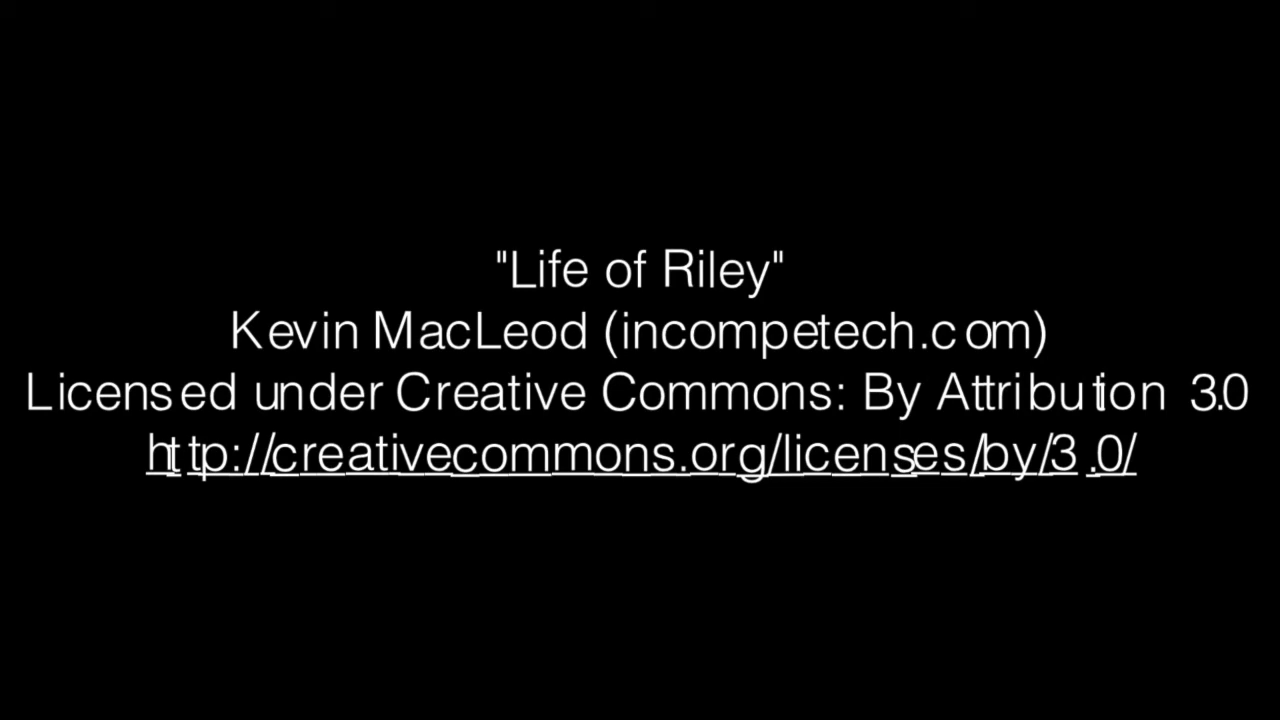 "Life of Riley"
Kevin MacLeod (incompetech.com)
Licensed under Creative Commons: By Attribution 3.0
http://creativecommons.org/licenses/by/3.0/